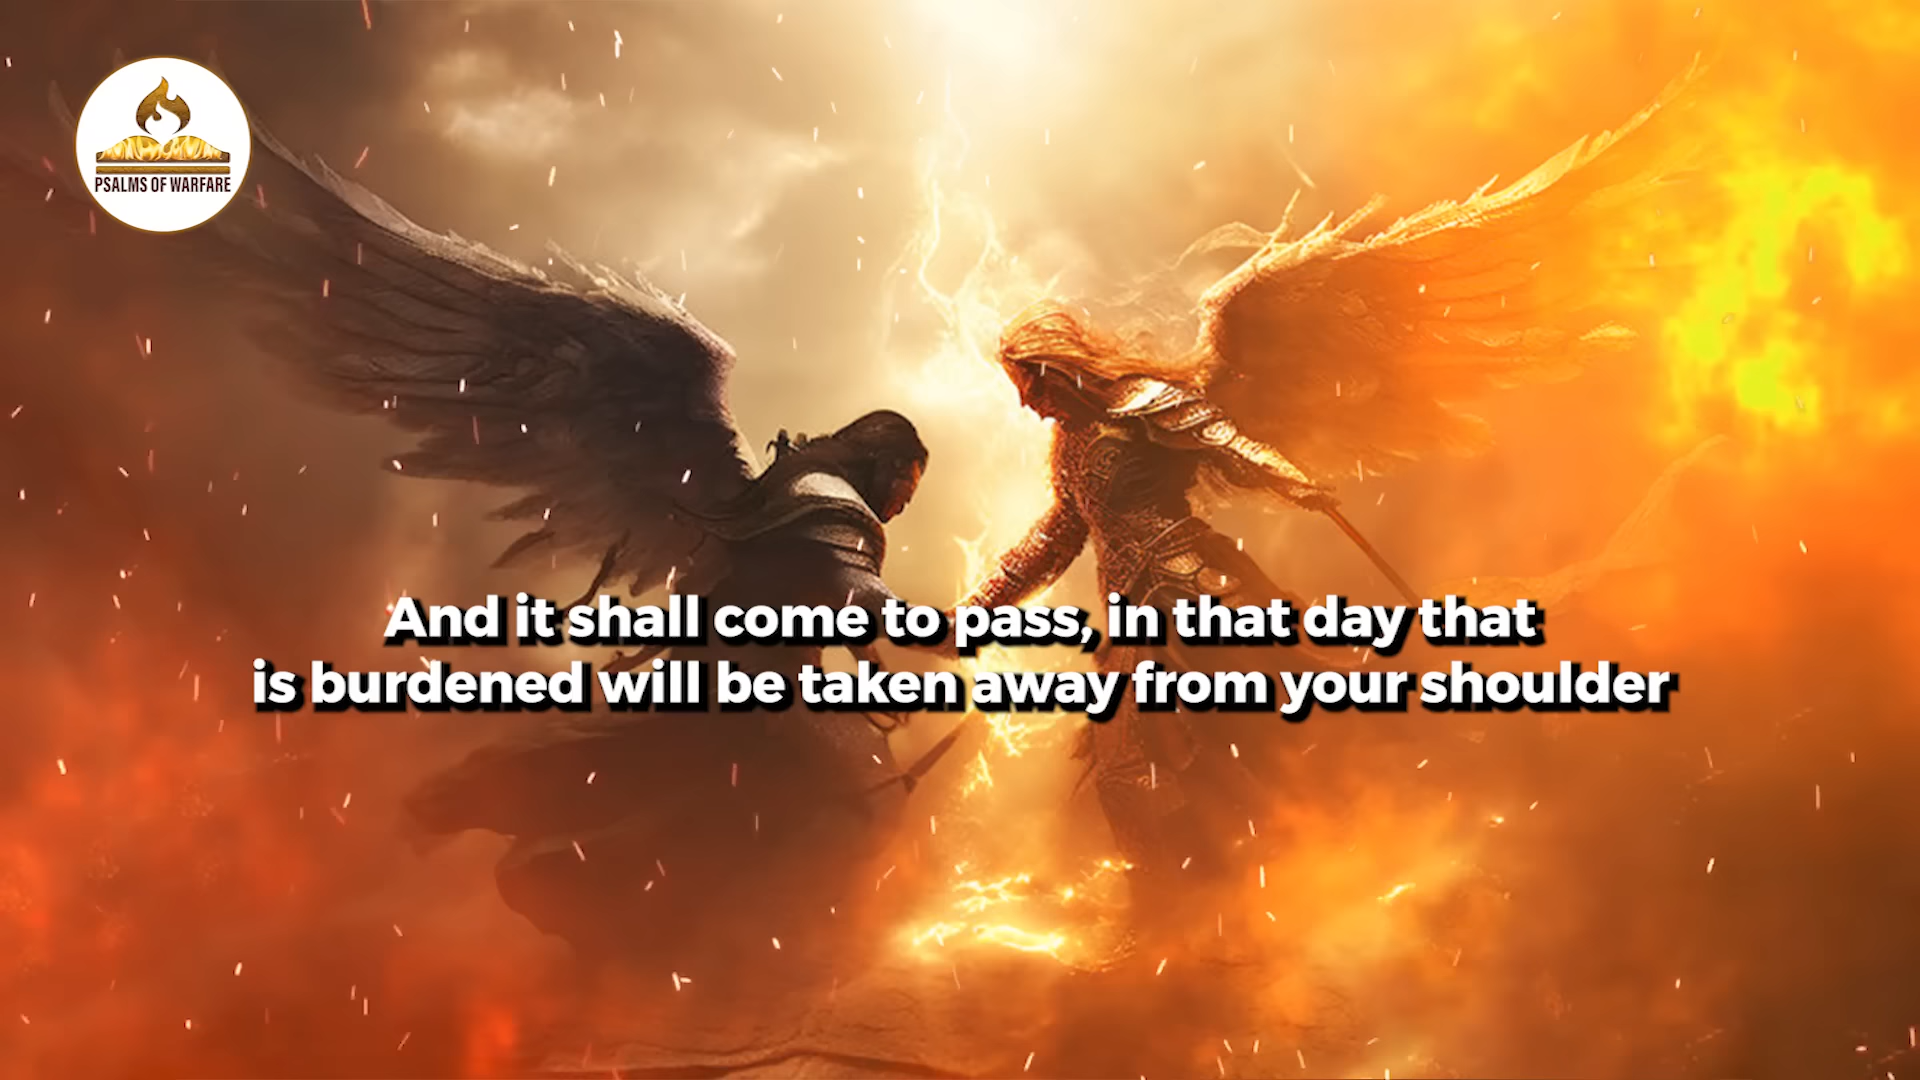 PSALMS OF WARFARE
And it shall come to pass, in that day that
is burdened will be taken away from your shoulder